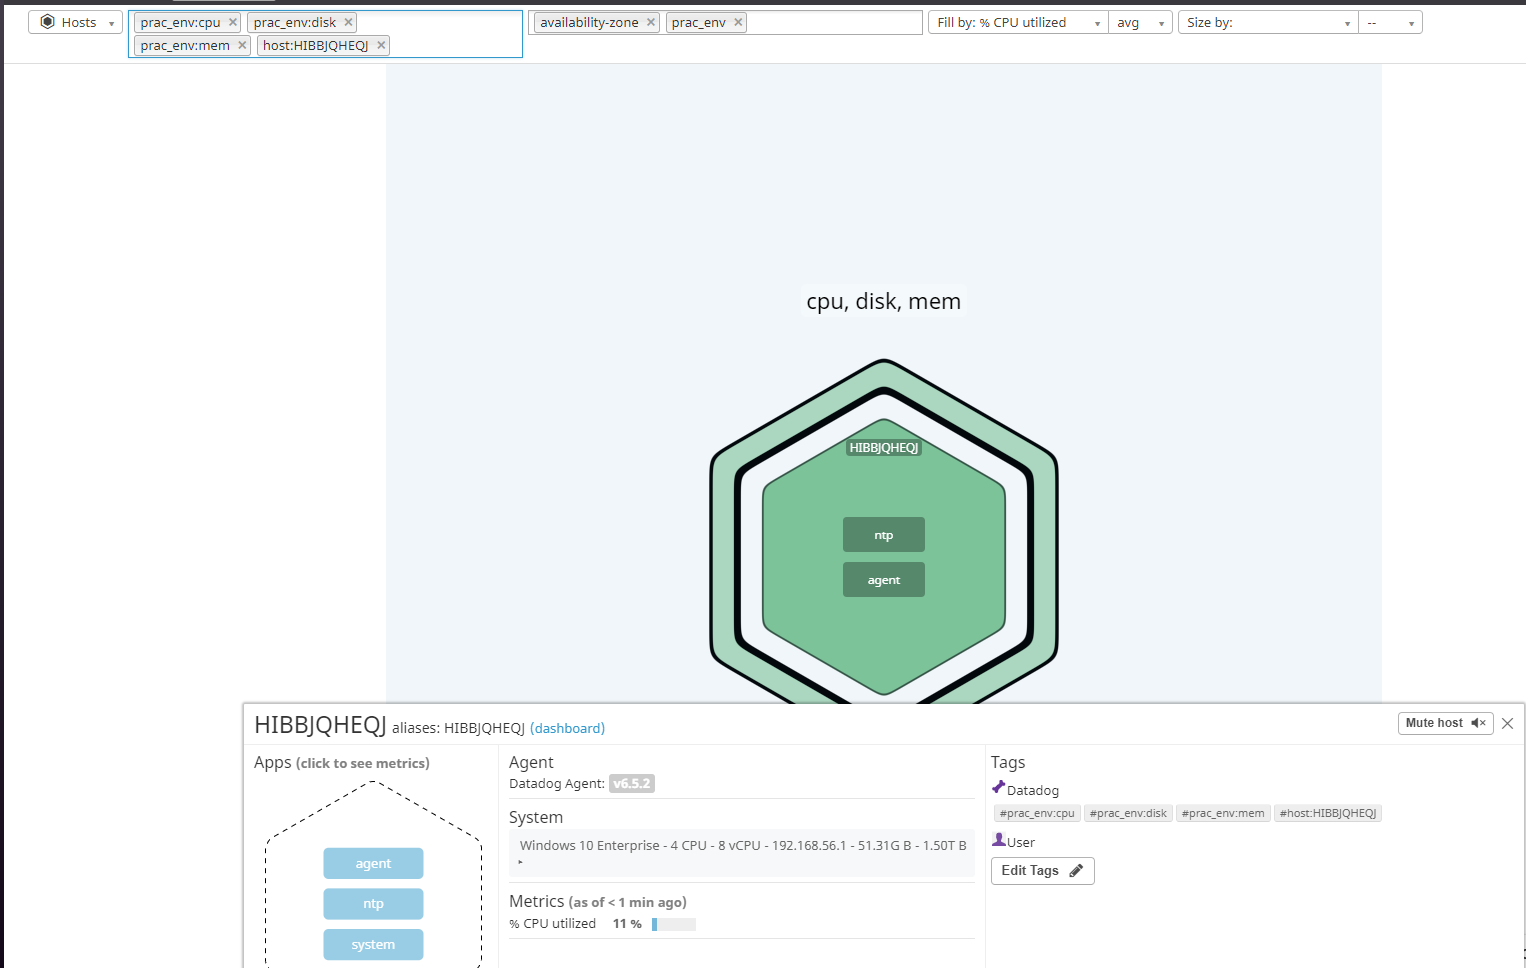 Hosts
prac_env:cpu × prac_env:disk ×
prac_env:mem × host:HIBBJQHEQJ ×
availability-zone × prac_env ×
Fill by: % CPU utilized avg
Size by: --
cpu, disk, mem
HIBBJQHEQJ
ntp
agent
HIBBJQHEQJ aliases: HIBBJQHEQJ (dashboard)
Mute host
Apps (click to see metrics)
agent
ntp
system
Agent
Datadog Agent: v6.5.2
System
Windows 10 Enterprise - 4 CPU - 8 vCPU - 192.168.56.1 - 51.31G B - 1.50T B
Metrics (as of < 1 min ago)
% CPU utilized 11 %
Tags
Datadog
#prac_env:cpu #prac_env:disk #prac_env:mem #host:HIBBJQHEQJ
User
Edit Tags